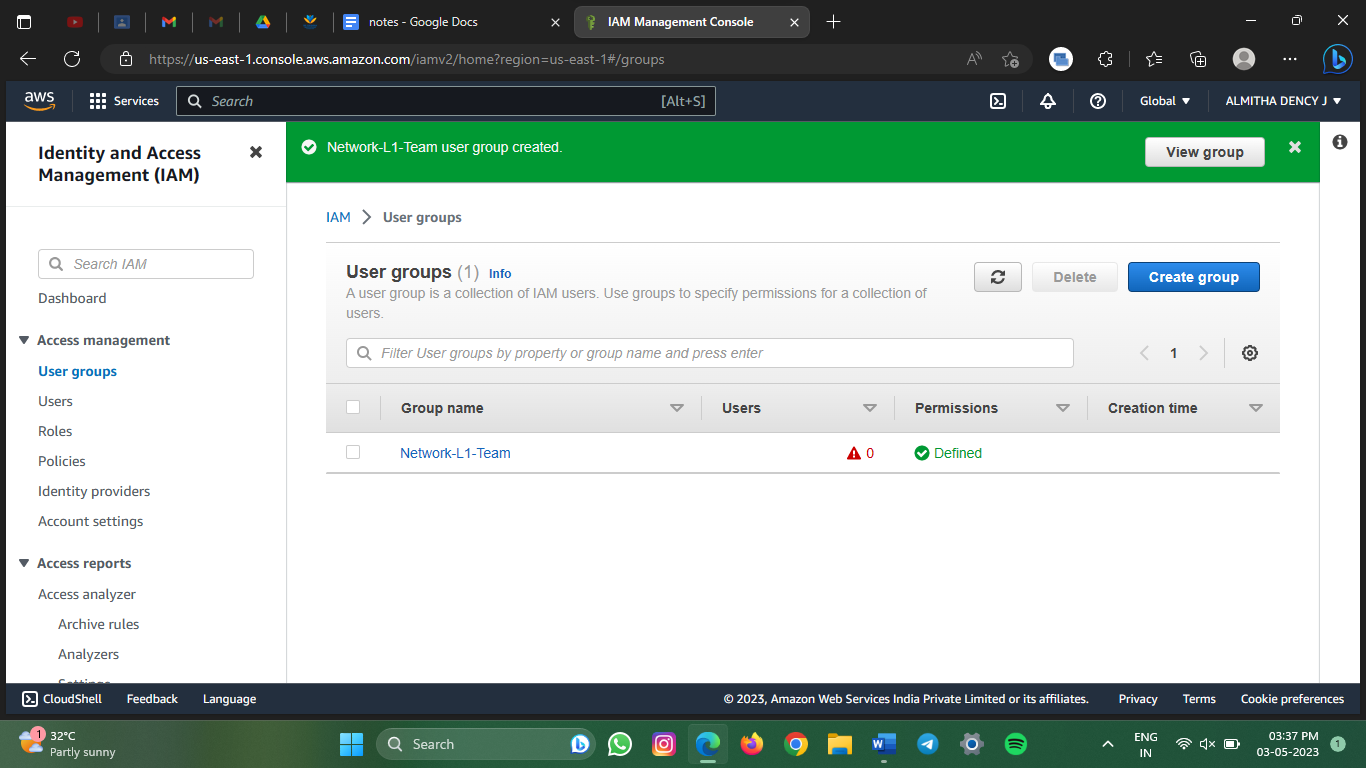 notes - Google Docs
IAM Management Console
https://us-east-1.console.aws.amazon.com/iamv2/home?region=us-east-1#/groups
aws
Services
Search
[Alt+S]
Global
ALMITHA DENCY J
Identity and Access
Management (IAM)
Search IAM
Dashboard
Access management
User groups
Users
Roles
Policies
Identity providers
Account settings
Access reports
Access analyzer
Archive rules
Analyzers
Settings
Network-L1-Team user group created.
View group
IAM
User groups
User groups (1) Info
A user group is a collection of IAM users. Use groups to specify permissions for a collection of
users.
Delete
Create group
Filter User groups by property or group name and press enter
1
Group name
Users
Permissions
Creation time
Network-L1-Team
0
Defined
CloudShell
Feedback
Language
© 2023, Amazon Web Services India Private Limited or its affiliates.
Privacy
Terms
Cookie preferences
1
32°C
Partly sunny
Search
ENG
IN
03:37 PM
03-05-2023
1